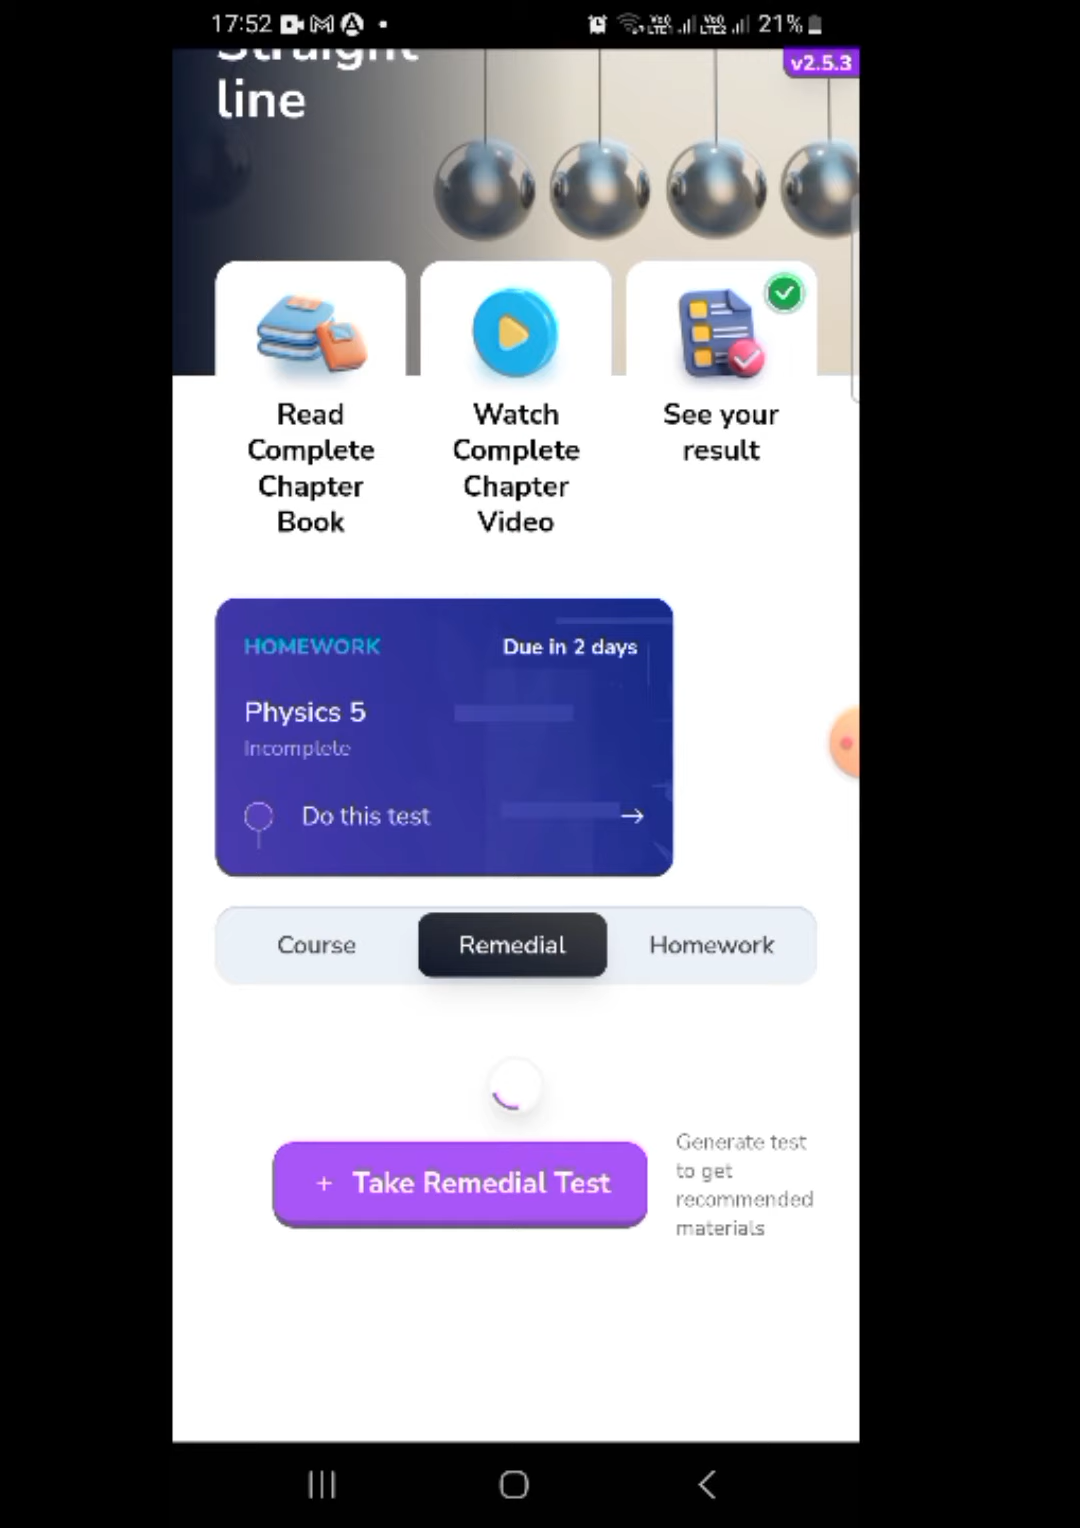 17:52
21%
Straight
line
v2.5.3
Read
Complete
Chapter
Book
Watch
Complete
Chapter
Video
See your
result
HOMEWORK
Due in 2 days
Physics 5
Incomplete
Do this test
Course
Remedial
Homework
+ Take Remedial Test
Generate test
to get
recommended
materials